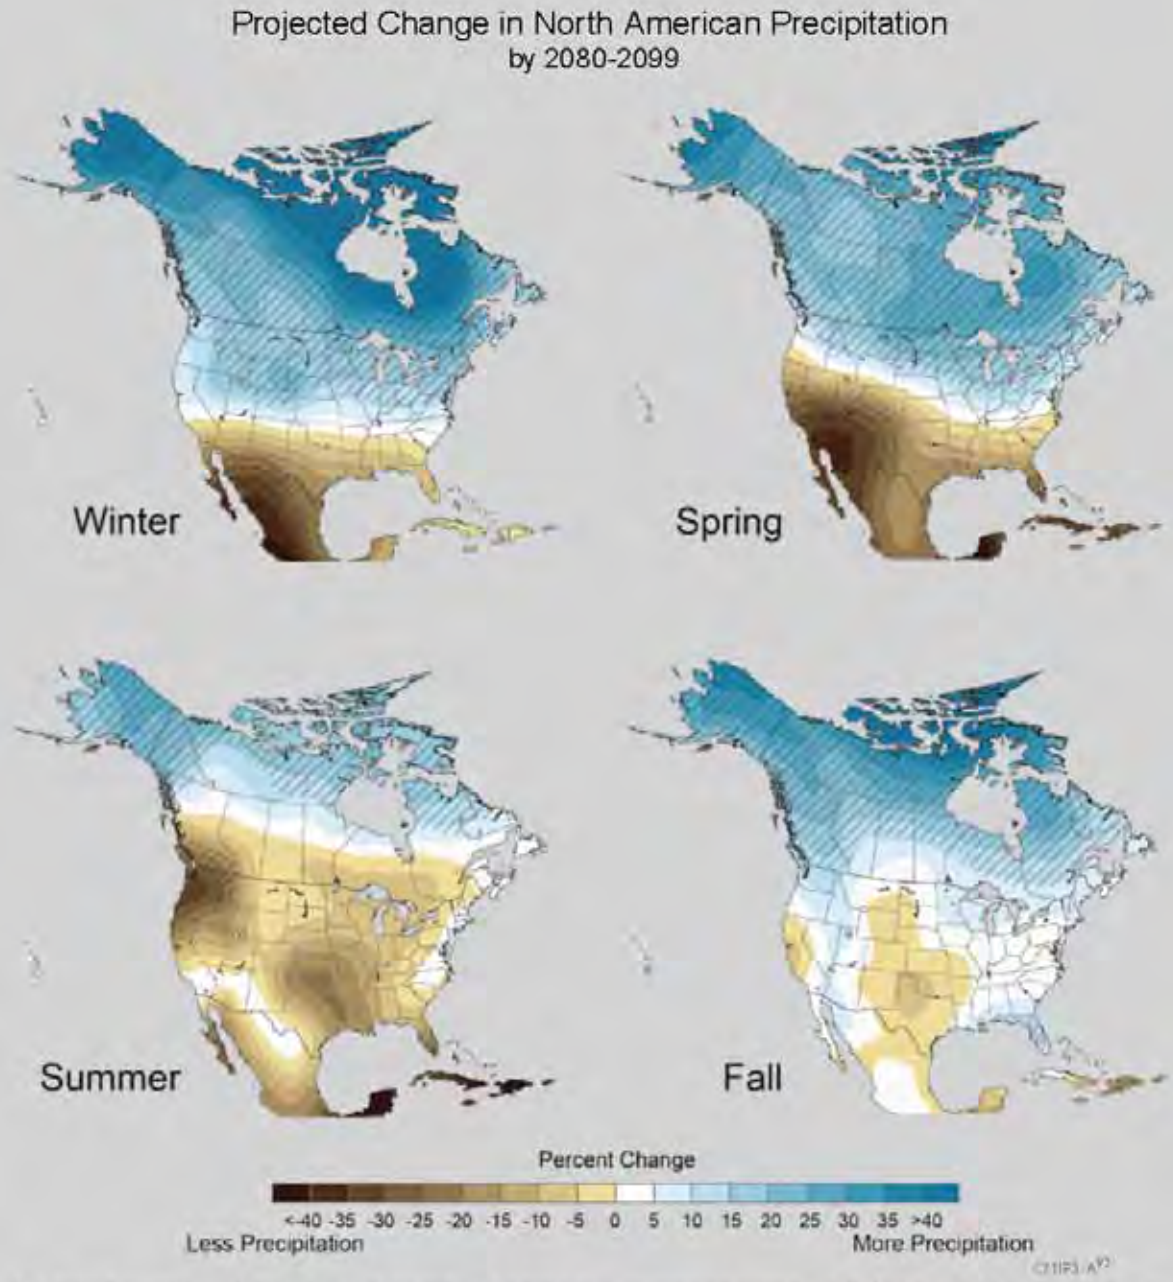 Projected Change in North American Precipitation
by 2080-2099
Winter
Spring
Summer
Fall
Percent Change
<-40 -35 -30 -25 -20 -15 -10 -5 0 5 10 15 20 25 30 35 >40
Less Precipitation
More Precipitation